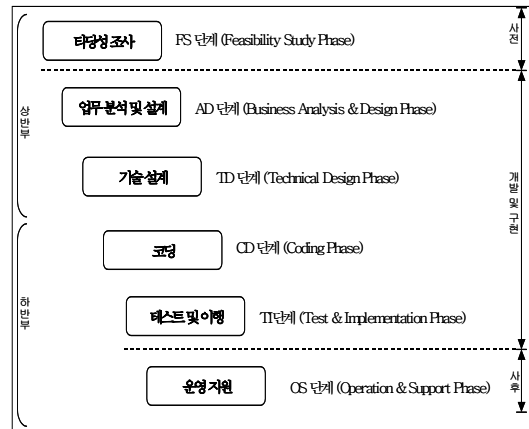 타당성 조사 FS 단계 (Feasibility Study Phase)
사전
업무 분석 및 설계 AD 단계 (Business Analysis & Design Phase)
상반부
기술 설계 TD 단계 (Technical Design Phase)
개발 및 구현
코딩 CD 단계 (Coding Phase)
하반부
테스트 및 이행 TI단계 (Test & Implementation Phase)
운영 지원 OS 단계 (Operation & Support Phase)
사후